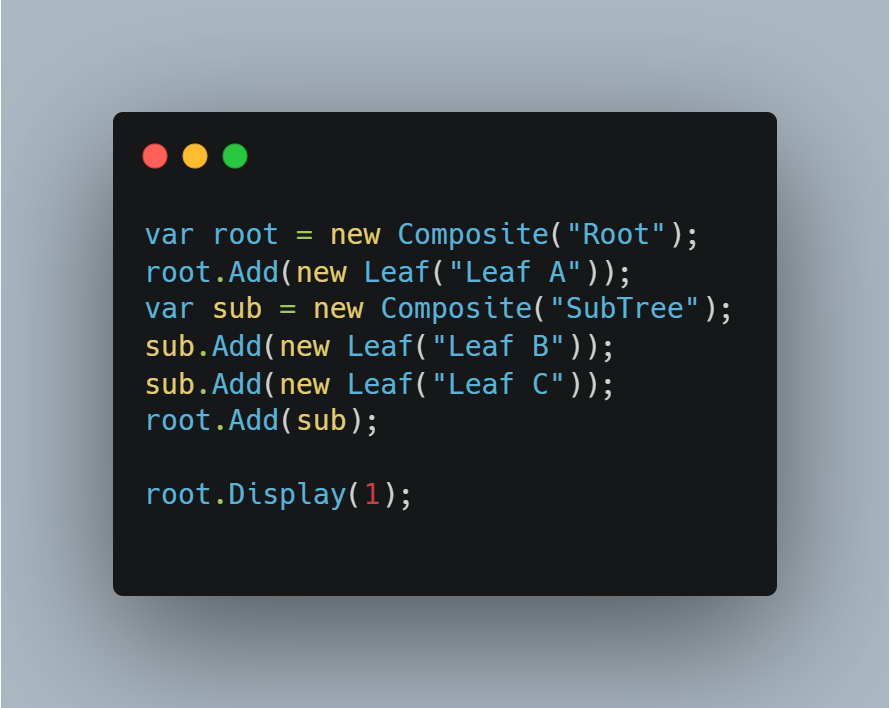 var root = new Composite("Root");
root.Add(new Leaf("Leaf A"));
var sub = new Composite("SubTree");
sub.Add(new Leaf("Leaf B"));
sub.Add(new Leaf("Leaf C"));
root.Add(sub);
root.Display(1);